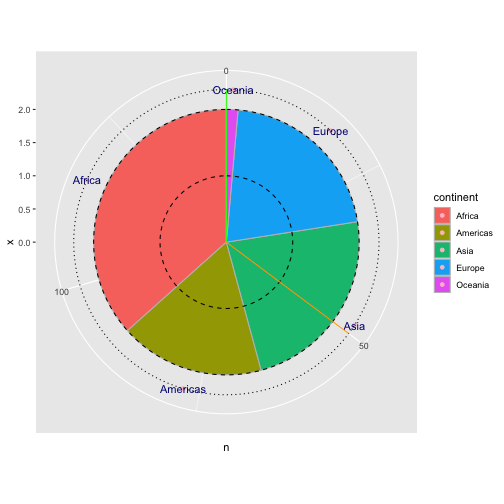 0
Oceania
Europe
Africa
Asia
Americas
50
100
2.0
1.5
1.0
0.5
0.0
x
n
continent
Africa
Americas
Asia
Europe
Oceania